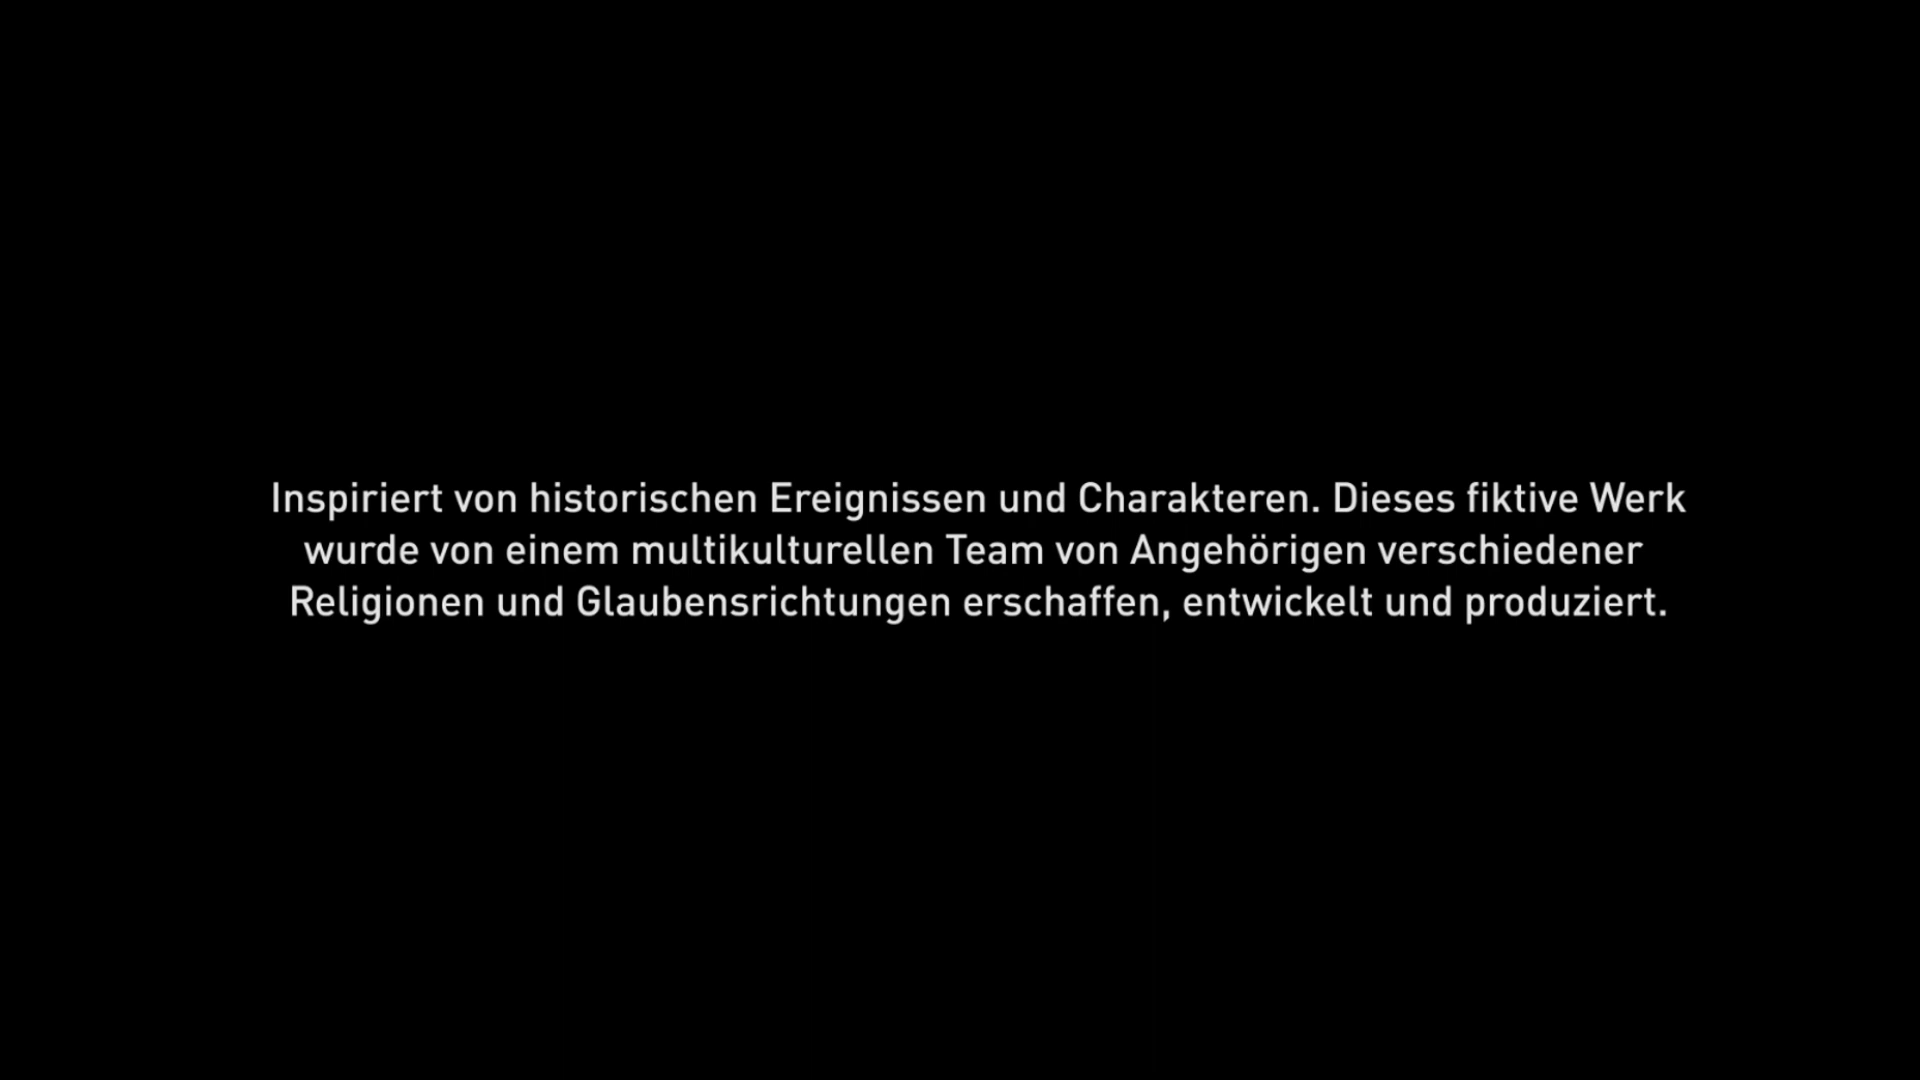 Inspiriert von historischen Ereignissen und Charakteren. Dieses fiktive Werk
wurde von einem multikulturellen Team von Angehörigen verschiedener
Religionen und Glaubensrichtungen erschaffen, entwickelt und produziert.